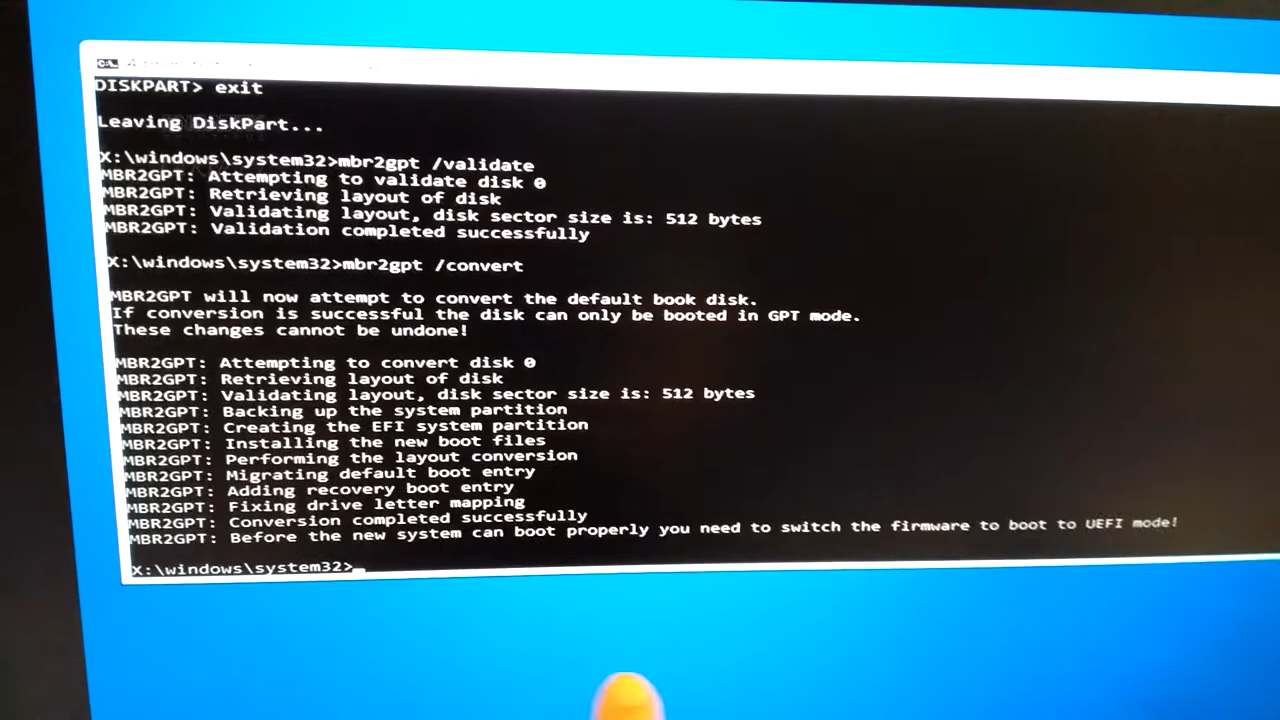 DISKPART> exit
Leaving DiskPart...
X:\windows\system32>mbr2gpt /validate
MBR2GPT: Attempting to validate disk 0
MBR2GPT: Retrieving layout of disk
MBR2GPT: Validating layout, disk sector size is: 512 bytes
MBR2GPT: Validation completed successfully
X:\windows\system32>mbr2gpt /convert
MBR2GPT will now attempt to convert the default book disk.
If conversion is successful the disk can only be booted in GPT mode.
These changes cannot be undone!
MBR2GPT: Attempting to convert disk 0
MBR2GPT: Retrieving layout of disk
MBR2GPT: Validating layout, disk sector size is: 512 bytes
MBR2GPT: Backing up the system partition
MBR2GPT: Creating the EFI system partition
MBR2GPT: Installing the new boot files
MBR2GPT: Performing the layout conversion
MBR2GPT: Migrating default boot entry
MBR2GPT: Adding recovery boot entry
MBR2GPT: Fixing drive letter mapping
MBR2GPT: Conversion completed successfully
MBR2GPT: Before the new system can boot properly you need to switch the firmware to boot to UEFI mode!
X:\windows\system32>